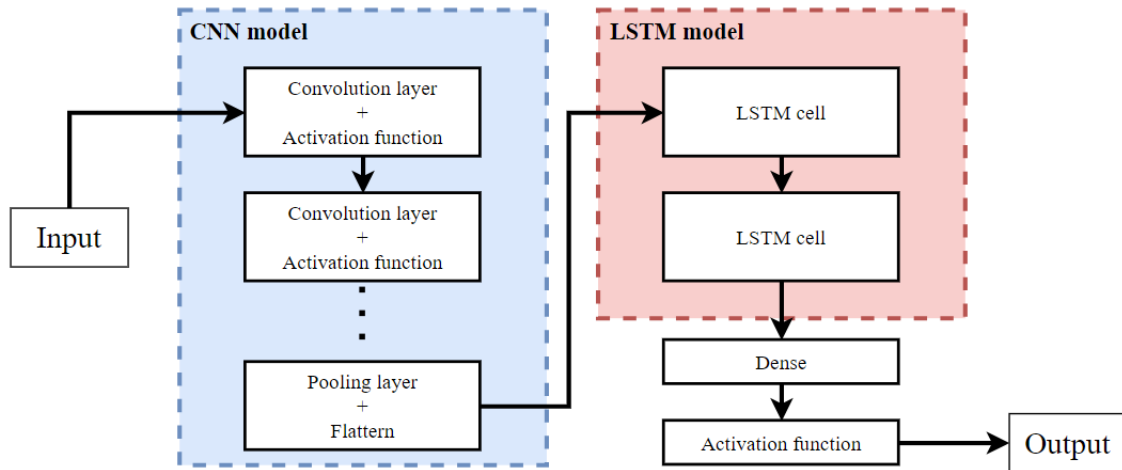 CNN model
Convolution layer
+
Activation function
Convolution layer
+
Activation function
Pooling layer
+
Flattern
Input
LSTM model
LSTM cell
LSTM cell
Dense
Activation function
Output